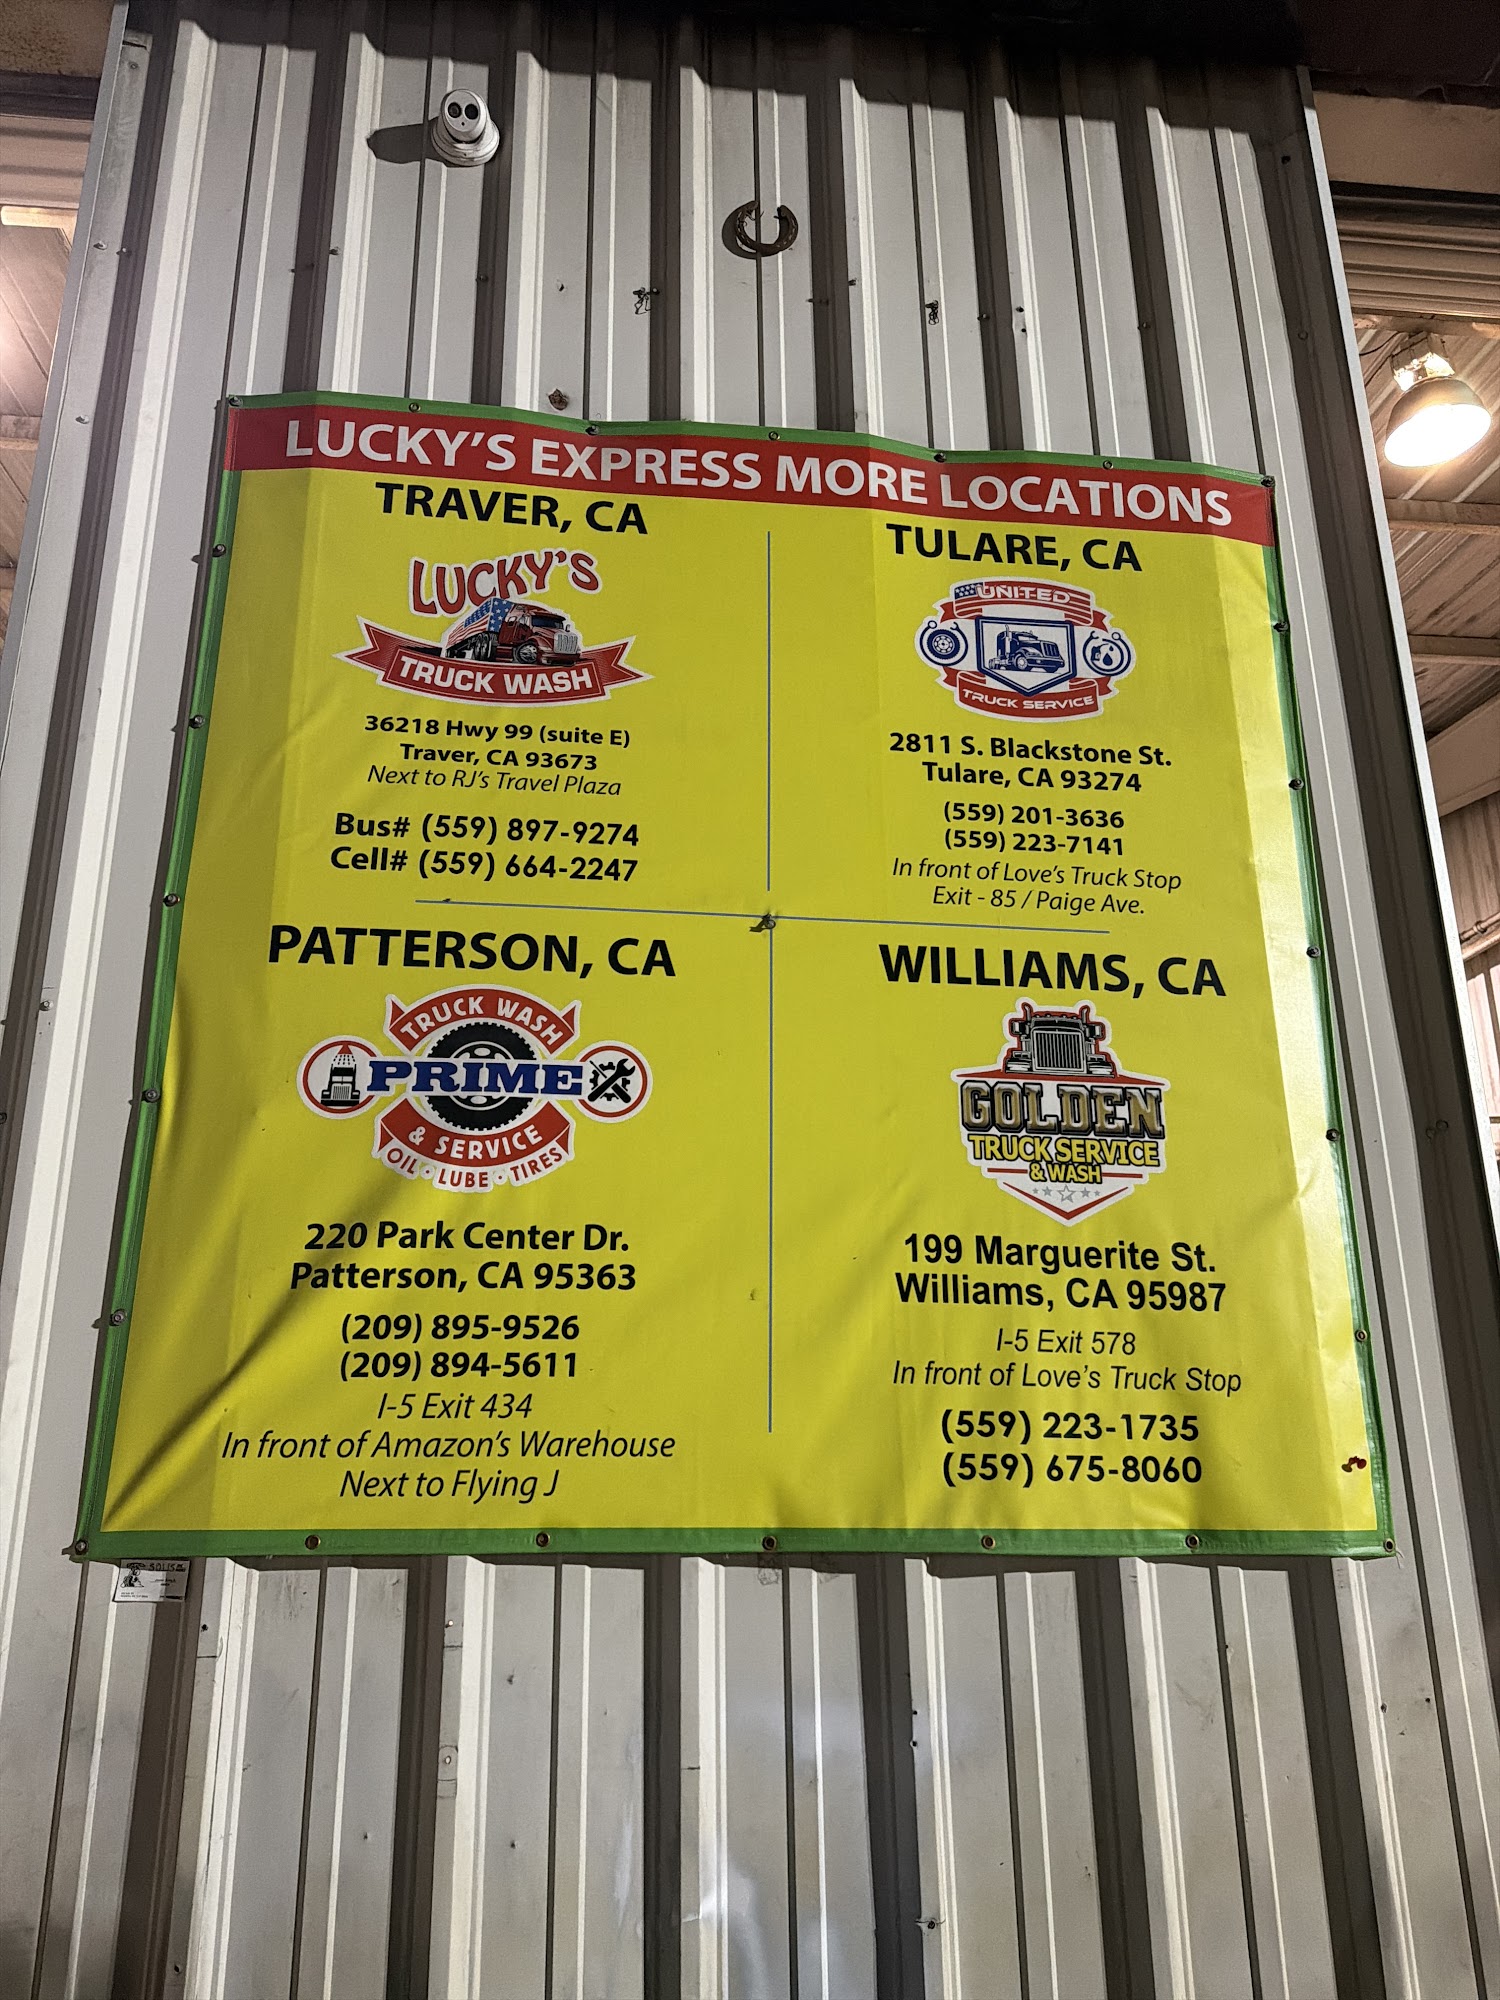 LUCKY'S EXPRESS MORE LOCATIONS
TRAVER, CA
LUCKY'S
TRUCK WASH
36218 Hwy 99 (suite E)
Traver, CA 93673
Next to RJ's Travel Plaza
Bus# (559) 897-9274
Cell# (559) 664-2247
TULARE, CA
UNITED
TRUCK SERVICE
2811 S. Blackstone St.
Tulare, CA 93274
(559) 201-3636
(559) 223-7141
In front of Love's Truck Stop
Exit - 85 / Paige Ave.
PATTERSON, CA
TRUCK WASH
PRIME
& SERVICE
OIL · LUBE · TIRES
220 Park Center Dr.
Patterson, CA 95363
(209) 895-9526
(209) 894-5611
I-5 Exit 434
In front of Amazon's Warehouse
Next to Flying J
WILLIAMS, CA
GOLDEN
TRUCK SERVICE
& WASH
199 Marguerite St.
Williams, CA 95987
I-5 Exit 578
In front of Love's Truck Stop
(559) 223-1735
(559) 675-8060